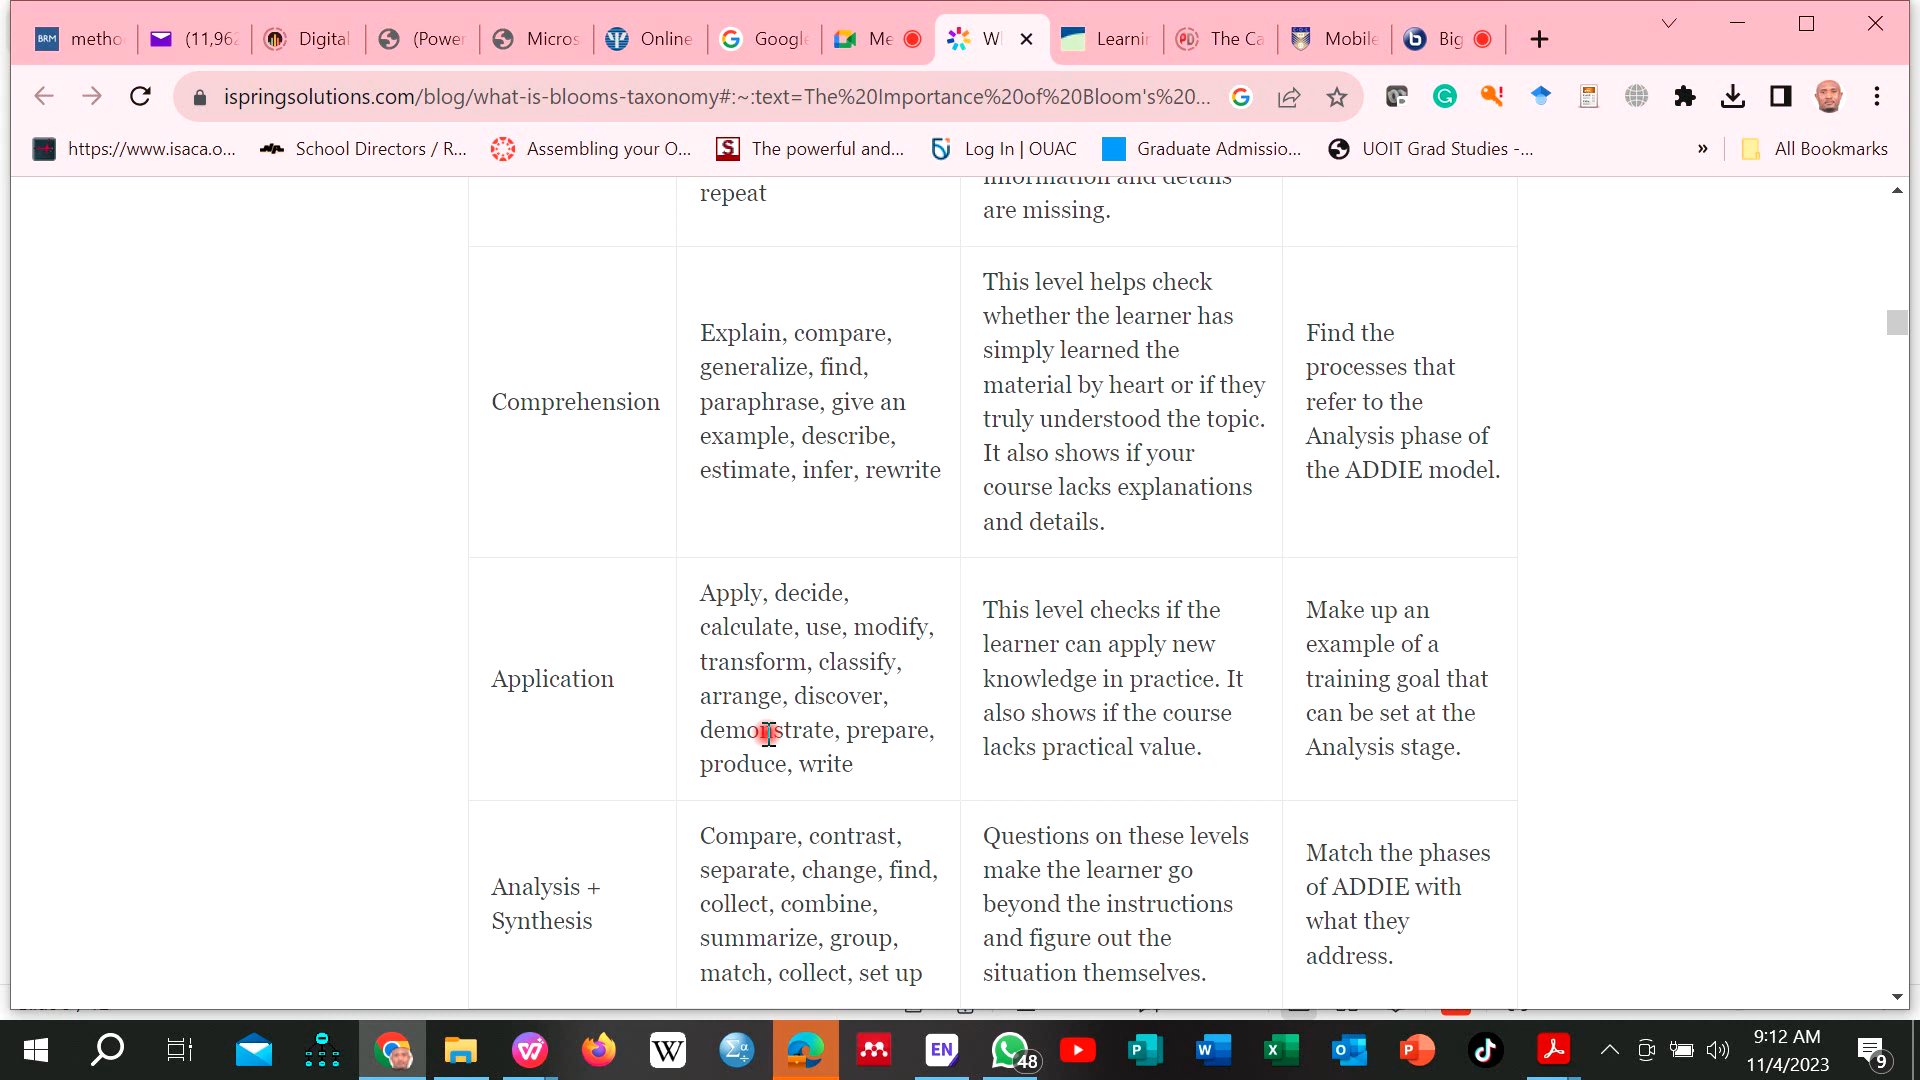 metho
(11,962
Digital
(Power
Micros
Online
Google
Me
Wl
Learnin
The Ca
Mobile
Big
ispringsolutions.com/blog/what-is-blooms-taxonomy#:~:text=The%20Importance%20of%20Bloom's%20...
BRM
https://www.isaca.o...
School Directors / R...
Assembling your O...
The powerful and...
Log In | OUAC
Graduate Admissio...
UOIT Grad Studies -...
»
All Bookmarks
repeat
information and details
are missing.
Comprehension
Explain, compare,
generalize, find,
paraphrase, give an
example, describe,
estimate, infer, rewrite
This level helps check
whether the learner has
simply learned the
material by heart or if they
truly understood the topic.
It also shows if your
course lacks explanations
and details.
Find the
processes that
refer to the
Analysis phase of
the ADDIE model.
Application
Apply, decide,
calculate, use, modify,
transform, classify,
arrange, discover,
demonstrate, prepare,
produce, write
This level checks if the
learner can apply new
knowledge in practice. It
also shows if the course
lacks practical value.
Make up an
example of a
training goal that
can be set at the
Analysis stage.
Analysis +
Synthesis
Compare, contrast,
separate, change, find,
collect, combine,
summarize, group,
match, collect, set up
Questions on these levels
make the learner go
beyond the instructions
and figure out the
situation themselves.
Match the phases
of ADDIE with
what they
address.
EN
48
9:12 AM
11/4/2023
9